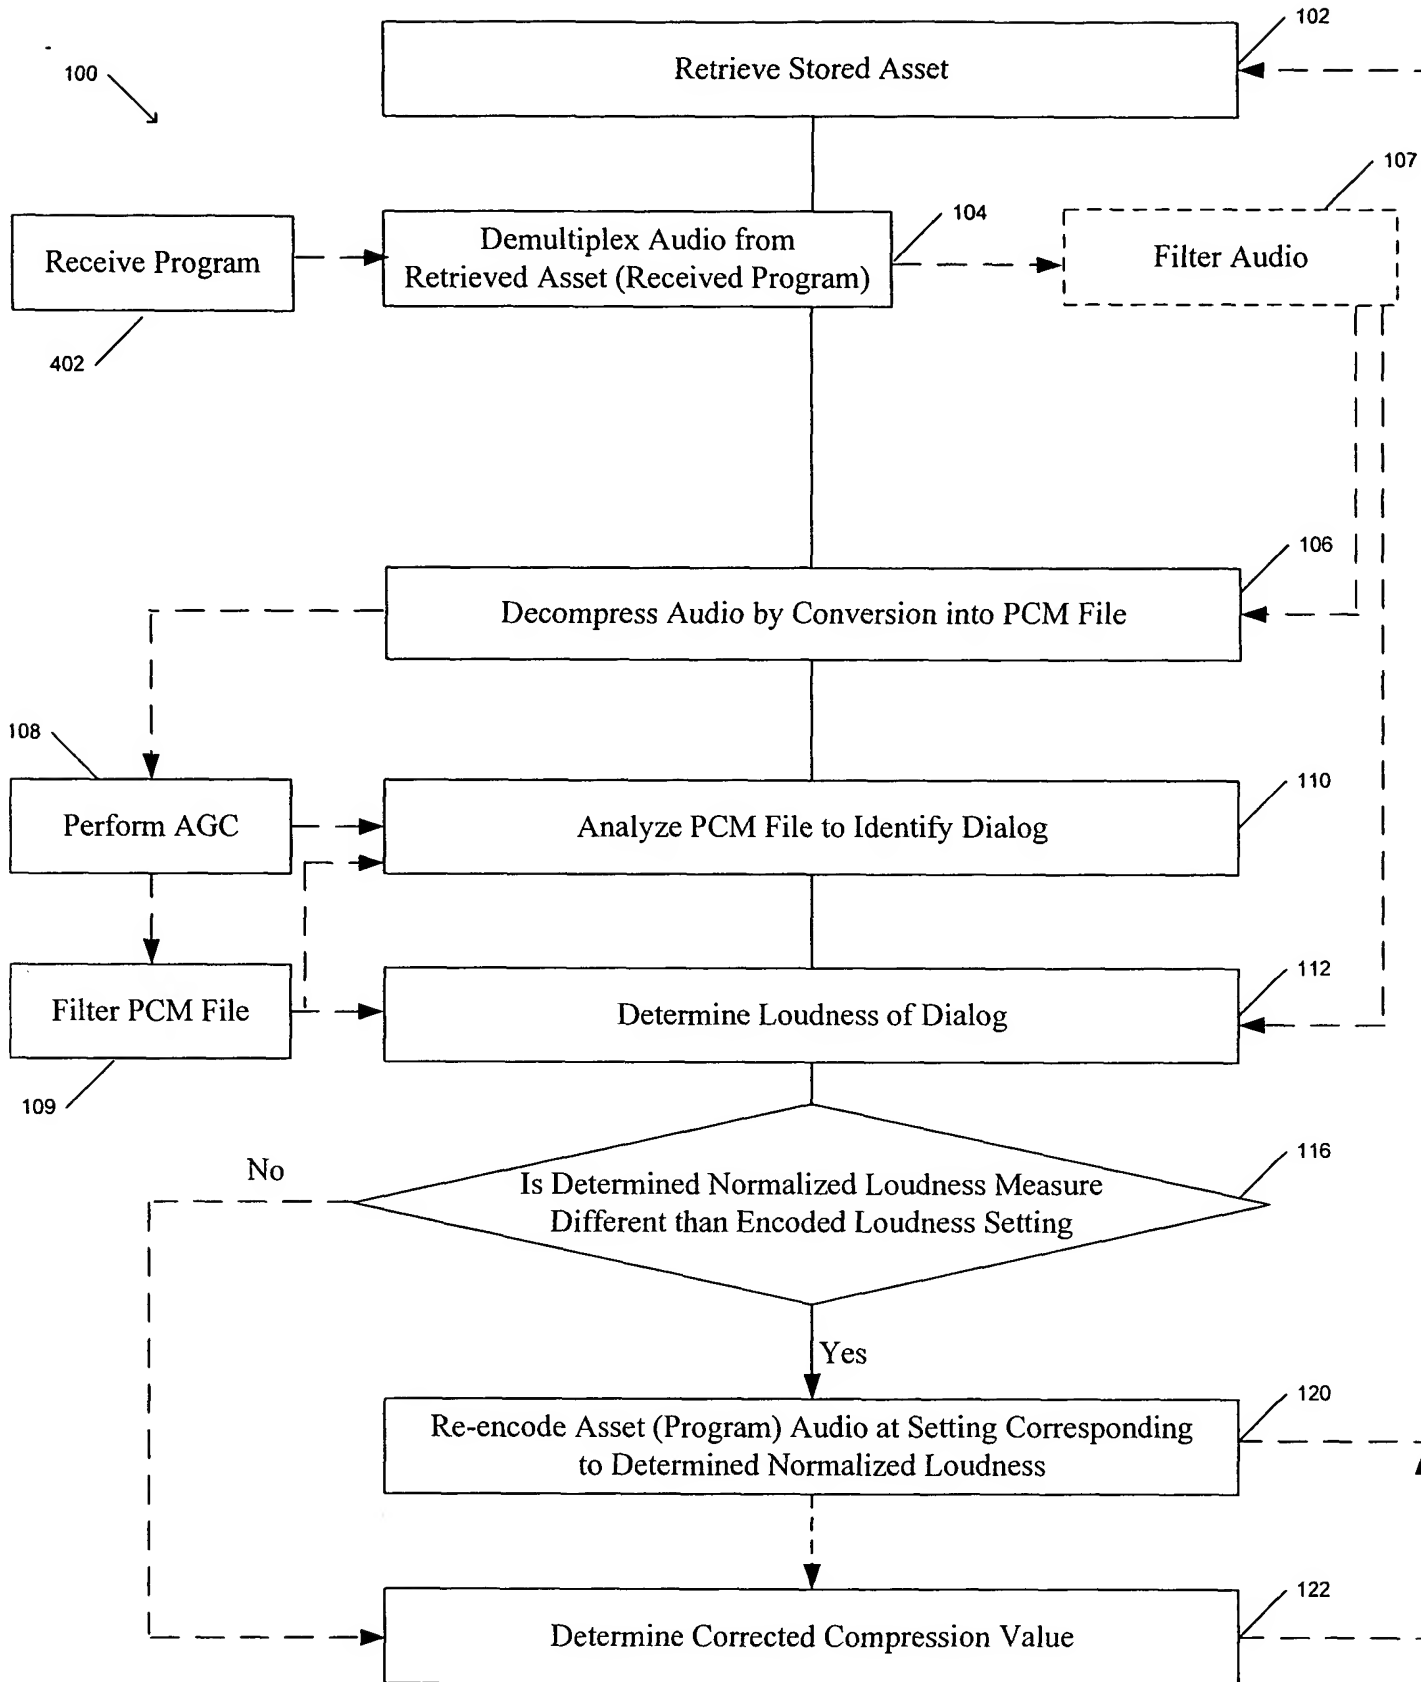 102
Retrieve Stored Asset
100
107
104
Receive Program
Demultiplex Audio from
Retrieved Asset (Received Program)
Filter Audio
402
106
Decompress Audio by Conversion into PCM File
108
110
Perform AGC
Analyze PCM File to Identify Dialog
112
Filter PCM File
Determine Loudness of Dialog
109
116
No
Is Determined Normalized Loudness Measure
Different than Encoded Loudness Setting
Yes
120
Re-encode Asset (Program) Audio at Setting Corresponding
to Determined Normalized Loudness
122
Determine Corrected Compression Value